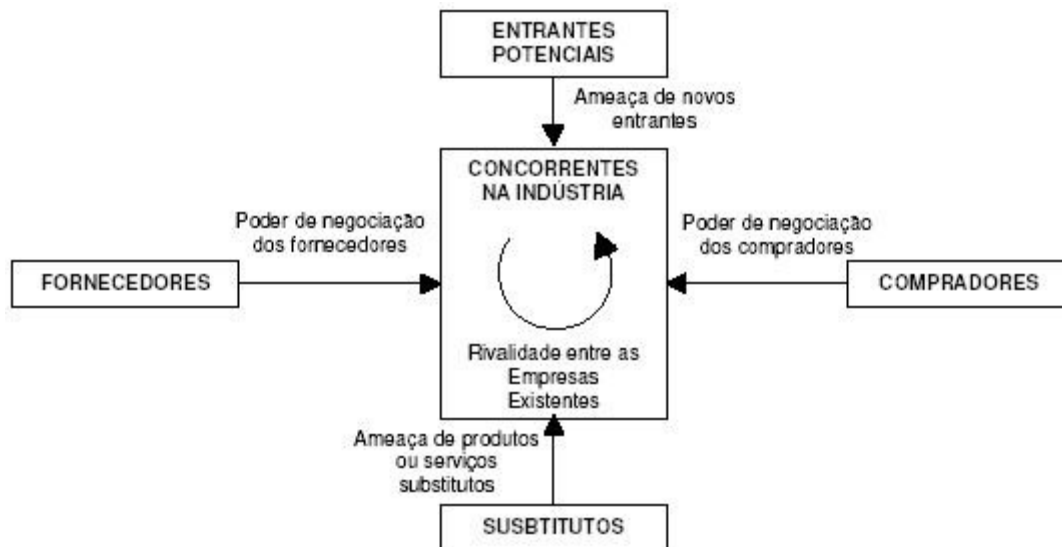 ENTRANTES
POTENCIAIS
Ameaça de novos
entrantes
CONCORRENTES
NA INDÚSTRIA
Poder de negociação
dos fornecedores
Poder de negociação
dos compradores
FORNECEDORES
COMPRADORES
Rivalidade entre as
Empresas
Existentes
Ameaça de produtos
ou serviços
substitutos
SUSBTITUTOS